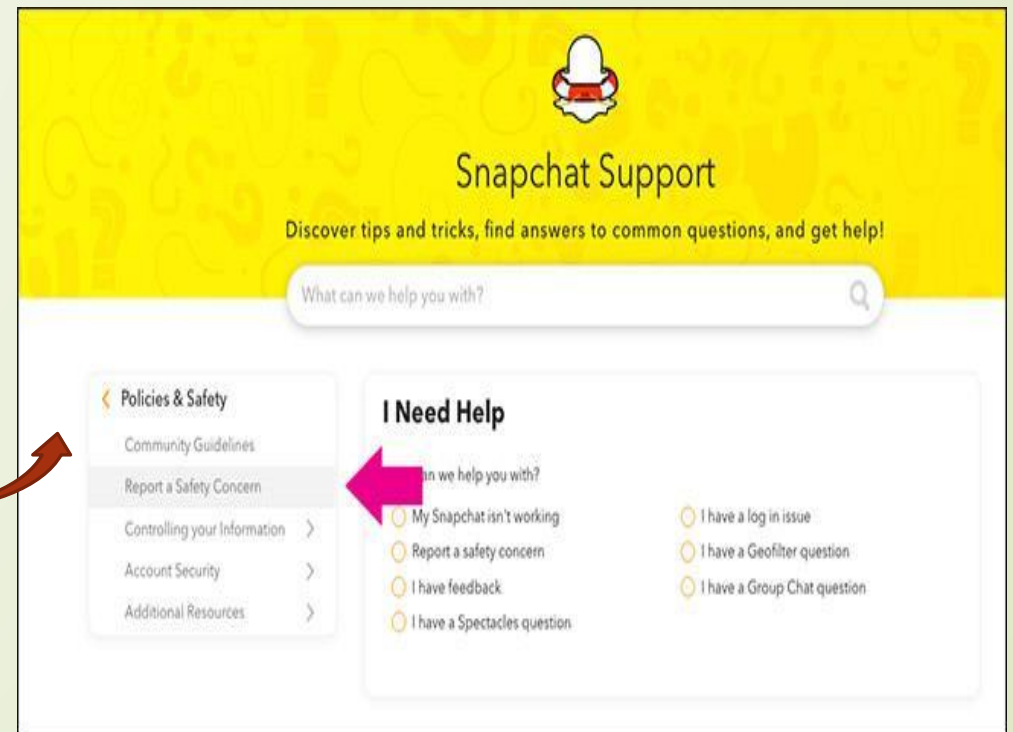 Snapchat Support
Discover tips and tricks, find answers to common questions, and get help!
What can we help you with?
Policies & Safety
Community Guidelines
Report a Safety Concern
Controlling your Information
Account Security
Additional Resources
I Need Help
an we help you with?
My Snapchat isn't working
Report a safety concern
I have feedback
I have a Spectacles question
I have a log in issue
I have a Geofilter question
I have a Group Chat question